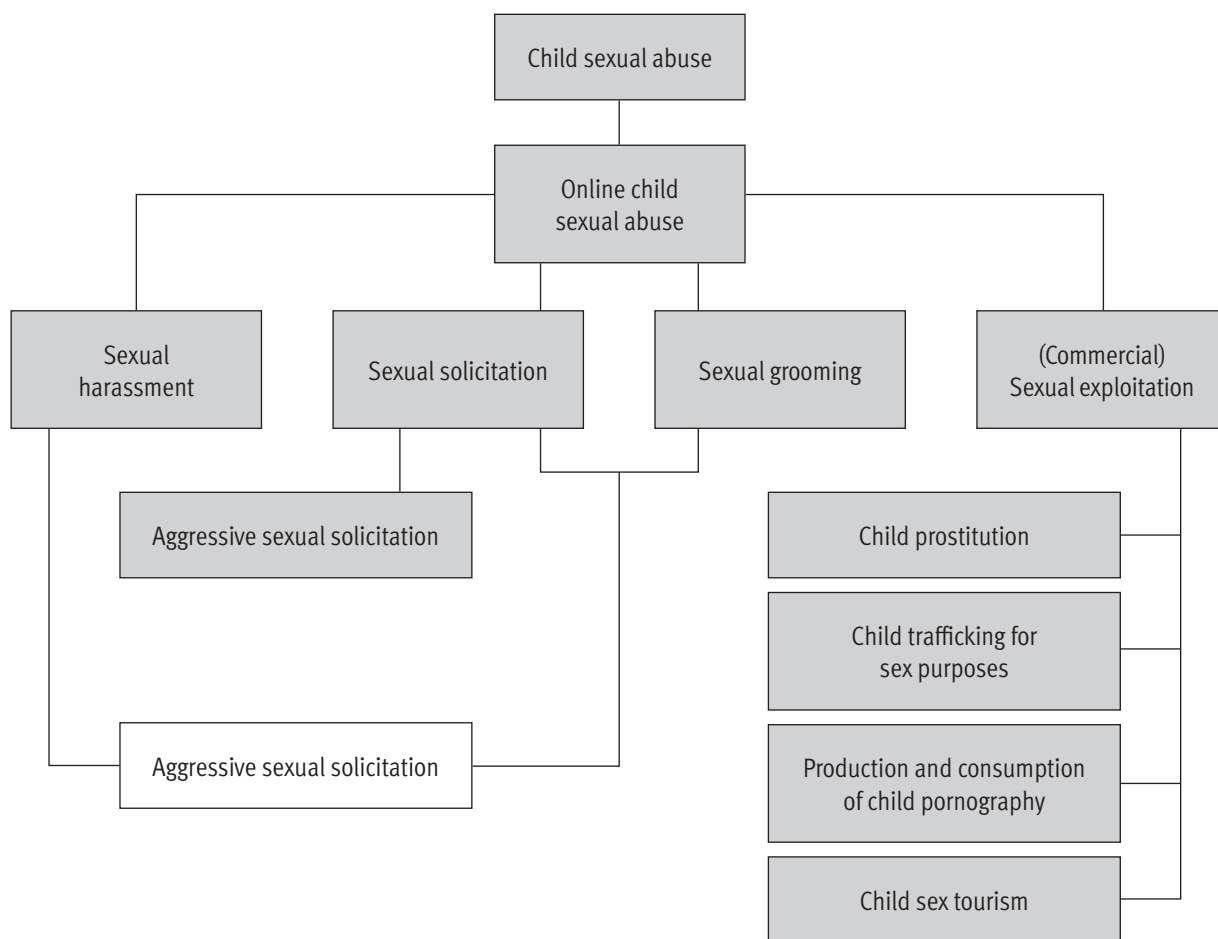 Child sexual abuse
Online child
sexual abuse
Sexual
harassment
Sexual solicitation
Sexual grooming
(Commercial)
Sexual exploitation
Aggressive sexual solicitation
Child prostitution
Child trafficking for
sex purposes
Aggressive sexual solicitation
Production and consumption
of child pornography
Child sex tourism